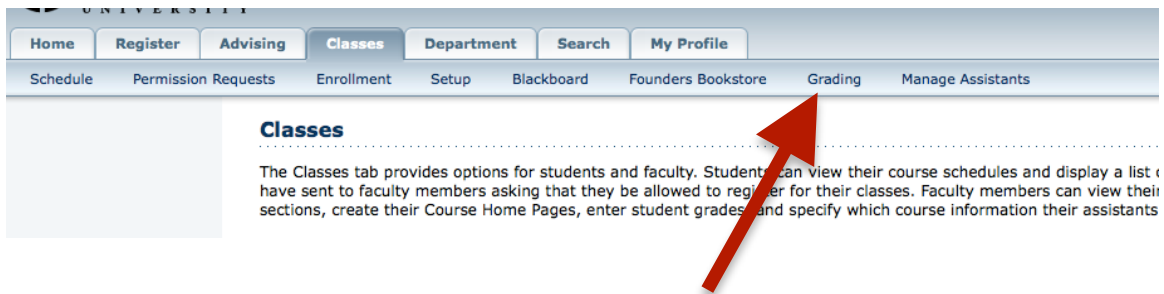 UNIVERSITY
Home Register Advising Classes Department Search My Profile
Schedule Permission Requests Enrollment Setup Blackboard Founders Bookstore Grading Manage Assistants
Classes
The Classes tab provides options for students and faculty. Students can view their course schedules and display a list
have sent to faculty members asking that they be allowed to register for their classes. Faculty members can view their
sections, create their Course Home Pages, enter student grades and specify which course information their assistants